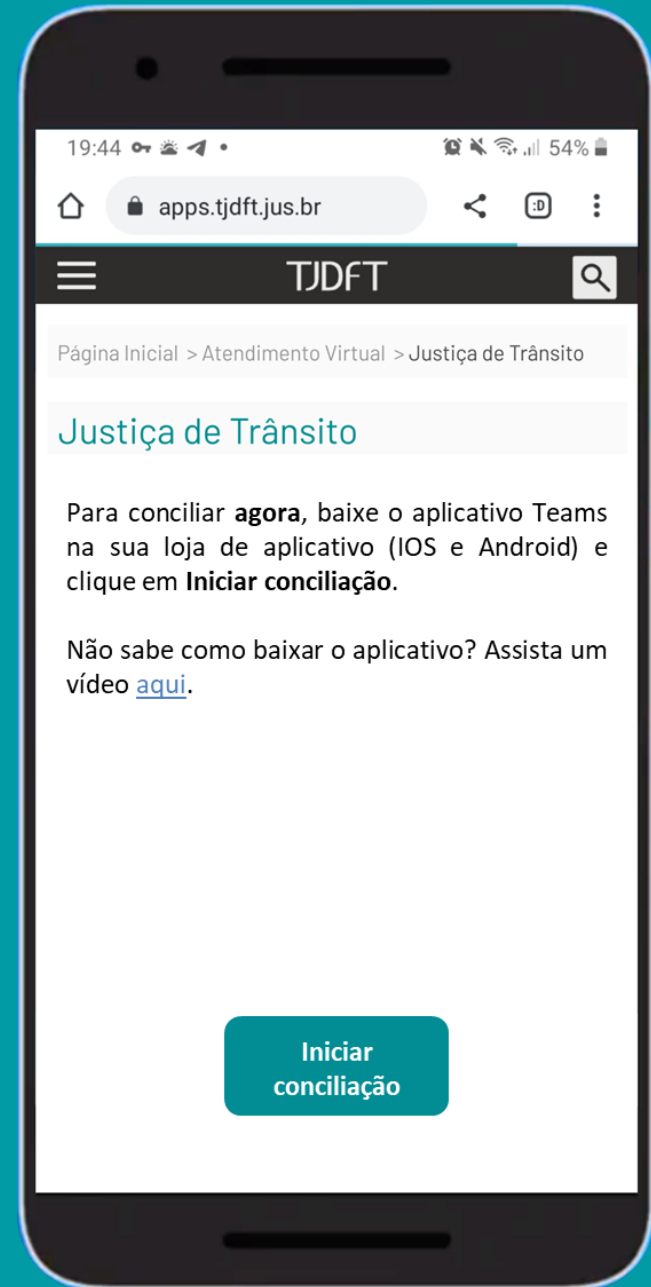 19:44 54%
apps.tjdft.jus.br :D
TJDFT
Página Inicial > Atendimento Virtual > Justiça de Trânsito
Justiça de Trânsito
Para conciliar agora, baixe o aplicativo Teams
na sua loja de aplicativo (IOS e Android) e
clique em Iniciar conciliação.
Não sabe como baixar o aplicativo? Assista um
vídeo aqui.
Iniciar
conciliação